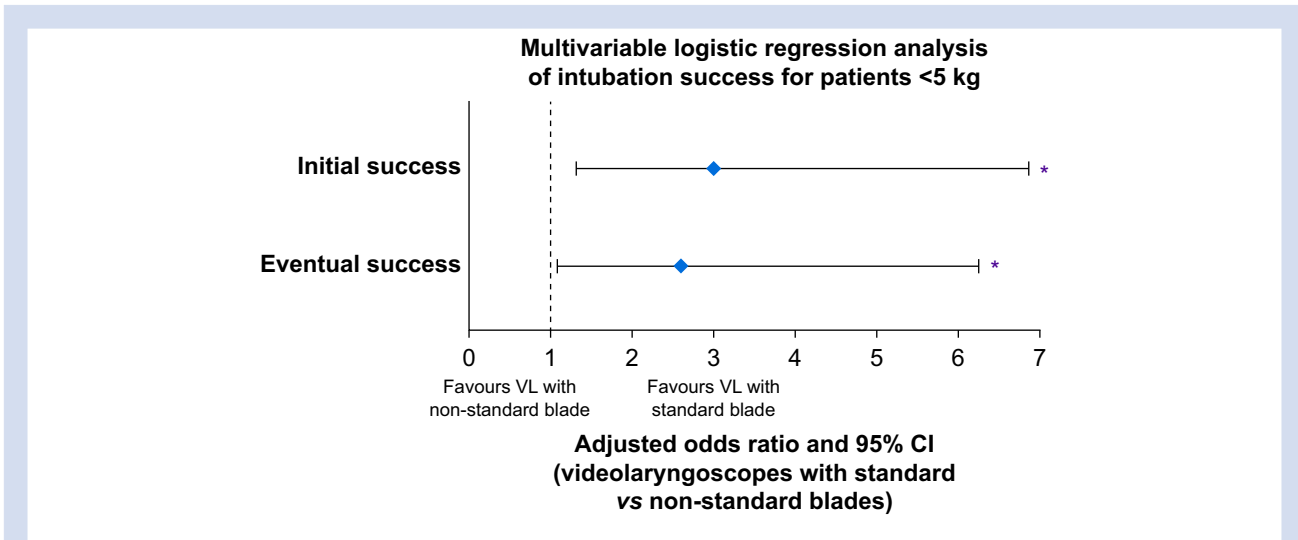 Multivariable logistic regression analysis
of intubation success for patients <5 kg
Initial success
*
Eventual success
*
0 1 2 3 4 5 6 7
Favours VL with
non-standard blade
Favours VL with
standard blade
Adjusted odds ratio and 95% CI
(videolaryngoscopes with standard
vs non-standard blades)